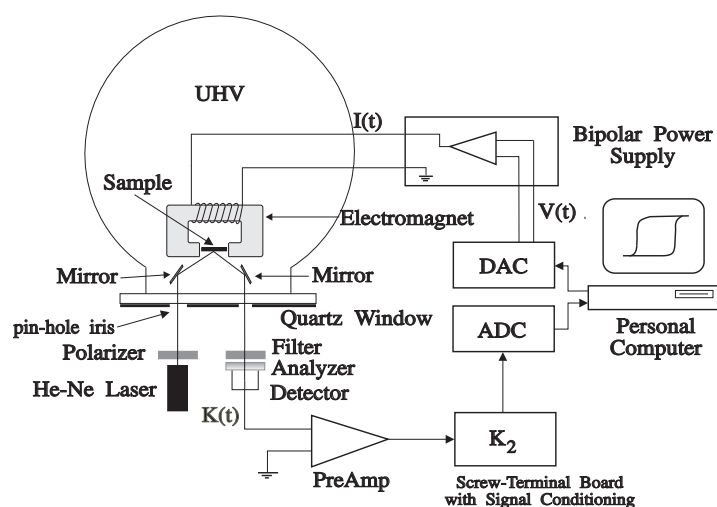 UHV
I(t)
Bipolar Power
Supply
Sample
Electromagnet
V(t)
DAC
Mirror
Mirror
Quartz Window
pin-hole iris
ADC
Personal
Computer
Polarizer
Filter
Analyzer
He-Ne Laser
Detector
K(t)
K2
PreAmp
Screw-Terminal Board
with Signal Conditioning